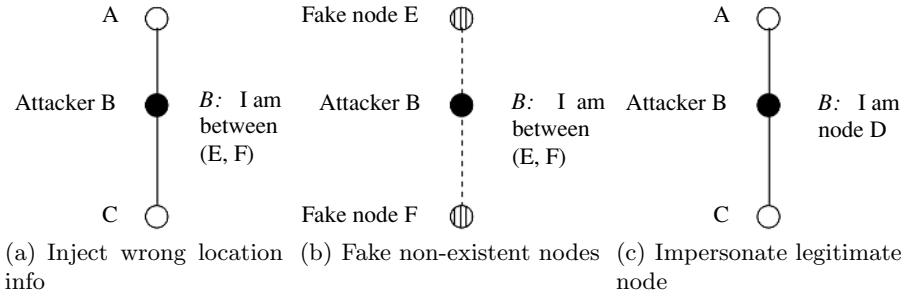 A
Attacker B
B: I am
between
(E, F)
C
(a) Inject wrong location
info
Fake node E
Attacker B
B: I am
between
(E, F)
Fake node F
(b) Fake non-existent nodes
A
Attacker B
B: I am
node D
C
(c) Impersonate legitimate
node